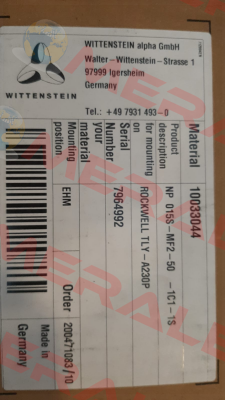 WITTENSTEIN alpha GmbH
Walter-Wittenstein-Strasse 1
97999 Igersheim
Germany
Tel.: +49 7931 493-0
WITTENSTEIN
Material 10033044
Product description NP 015S-MF2-50 -1C1-1S
for mounting on ROCKWELL TLY-A230P
Serial Number 7964992
your material
Mounting position EHM
Order 200471083/10
Made in Germany